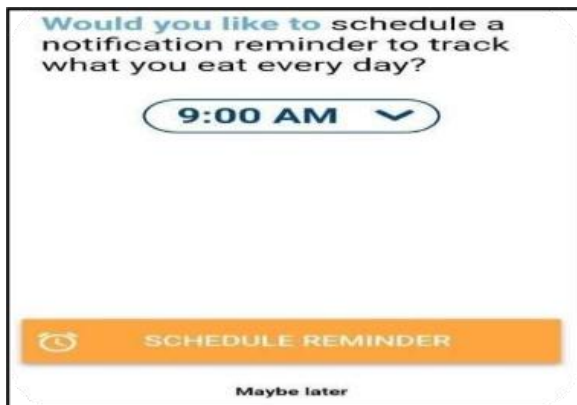 Would you like to schedule a
notification reminder to track
what you eat every day?
9:00 AM
SCHEDULE REMINDER
Maybe later